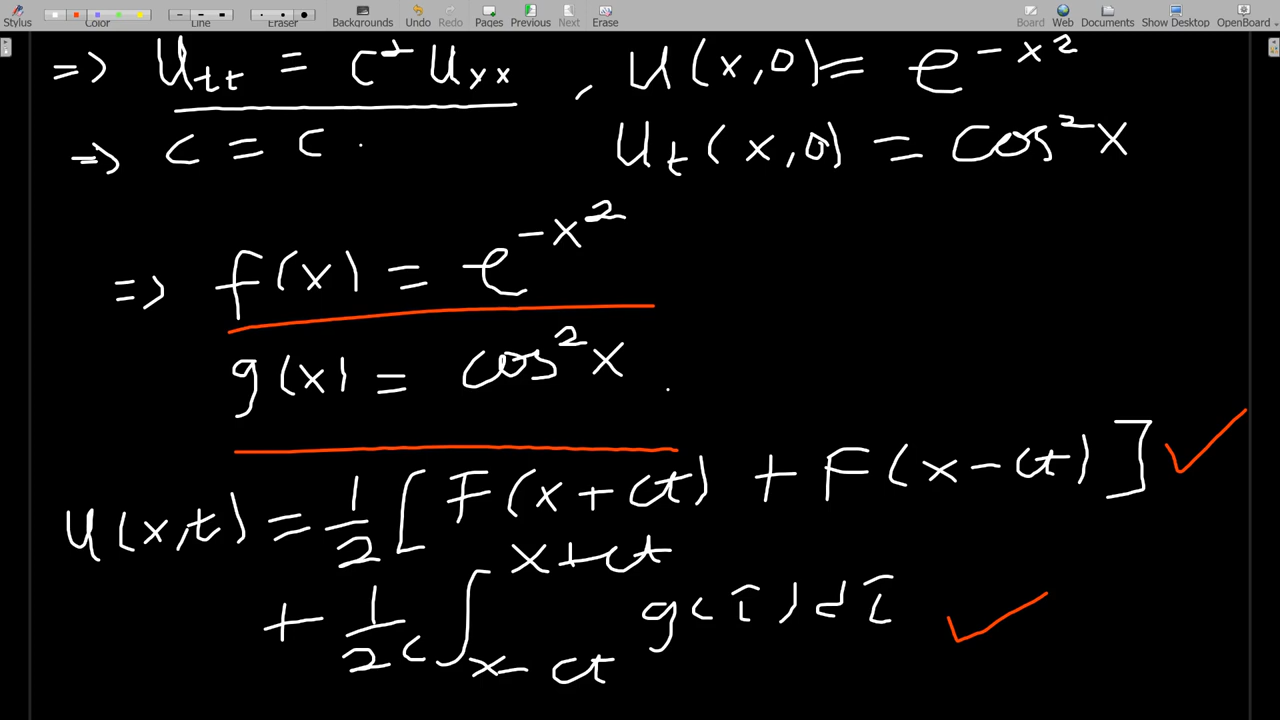 Stylus Color Line Eraser Backgrounds Undo Redo Pages Previous Next Erase Board Web Documents Show Desktop OpenBoard
=> u_tt = c² u_xx , u(x,0) = e^{-x²}
=> c = c . u_t(x,0) = cos²x
=> f(x) = e^{-x²}
g(x) = cos²x .
u(x,t) = 1/2 [F(x+ct) + F(x-ct)] ✓
+ 1/2c ∫_{x-ct}^{x+ct} g(τ)dτ ✓